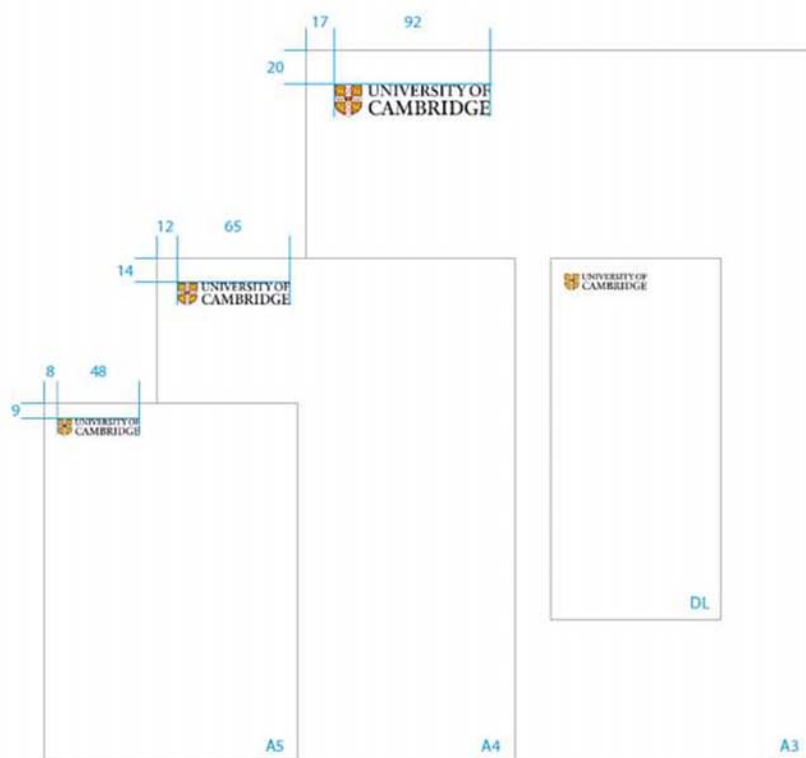 17 92
20
UNIVERSITY OF
CAMBRIDGE
12 65
14
UNIVERSITY OF
CAMBRIDGE
UNIVERSITY OF
CAMBRIDGE
8 48
9
UNIVERSITY OF
CAMBRIDGE
DL
A5 A4 A3